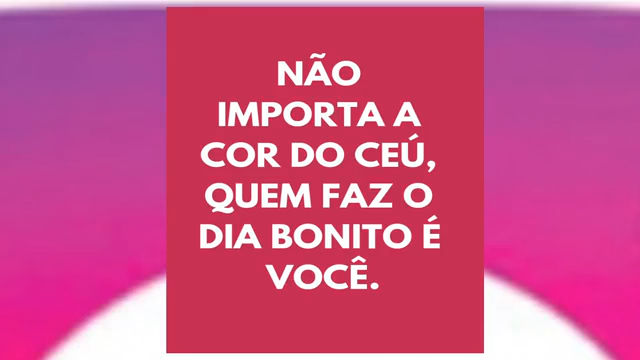 NÃO
IMPORTA A
COR DO CEÚ,
QUEM FAZ O
DIA BONITO É
VOCÊ.